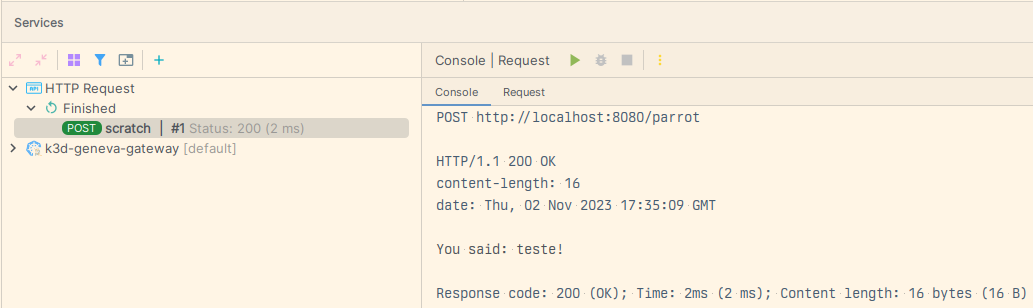 Services
Console | Request
HTTP Request
Finished
POST scratch | #1 Status: 200 (2 ms)
k3d-geneva-gateway [default]
Console Request
POST http://localhost:8080/parrot
HTTP/1.1 200 OK
content-length: 16
date: Thu, 02 Nov 2023 17:35:09 GMT
You said: teste!
Response code: 200 (OK); Time: 2ms (2 ms); Content length: 16 bytes (16 B)